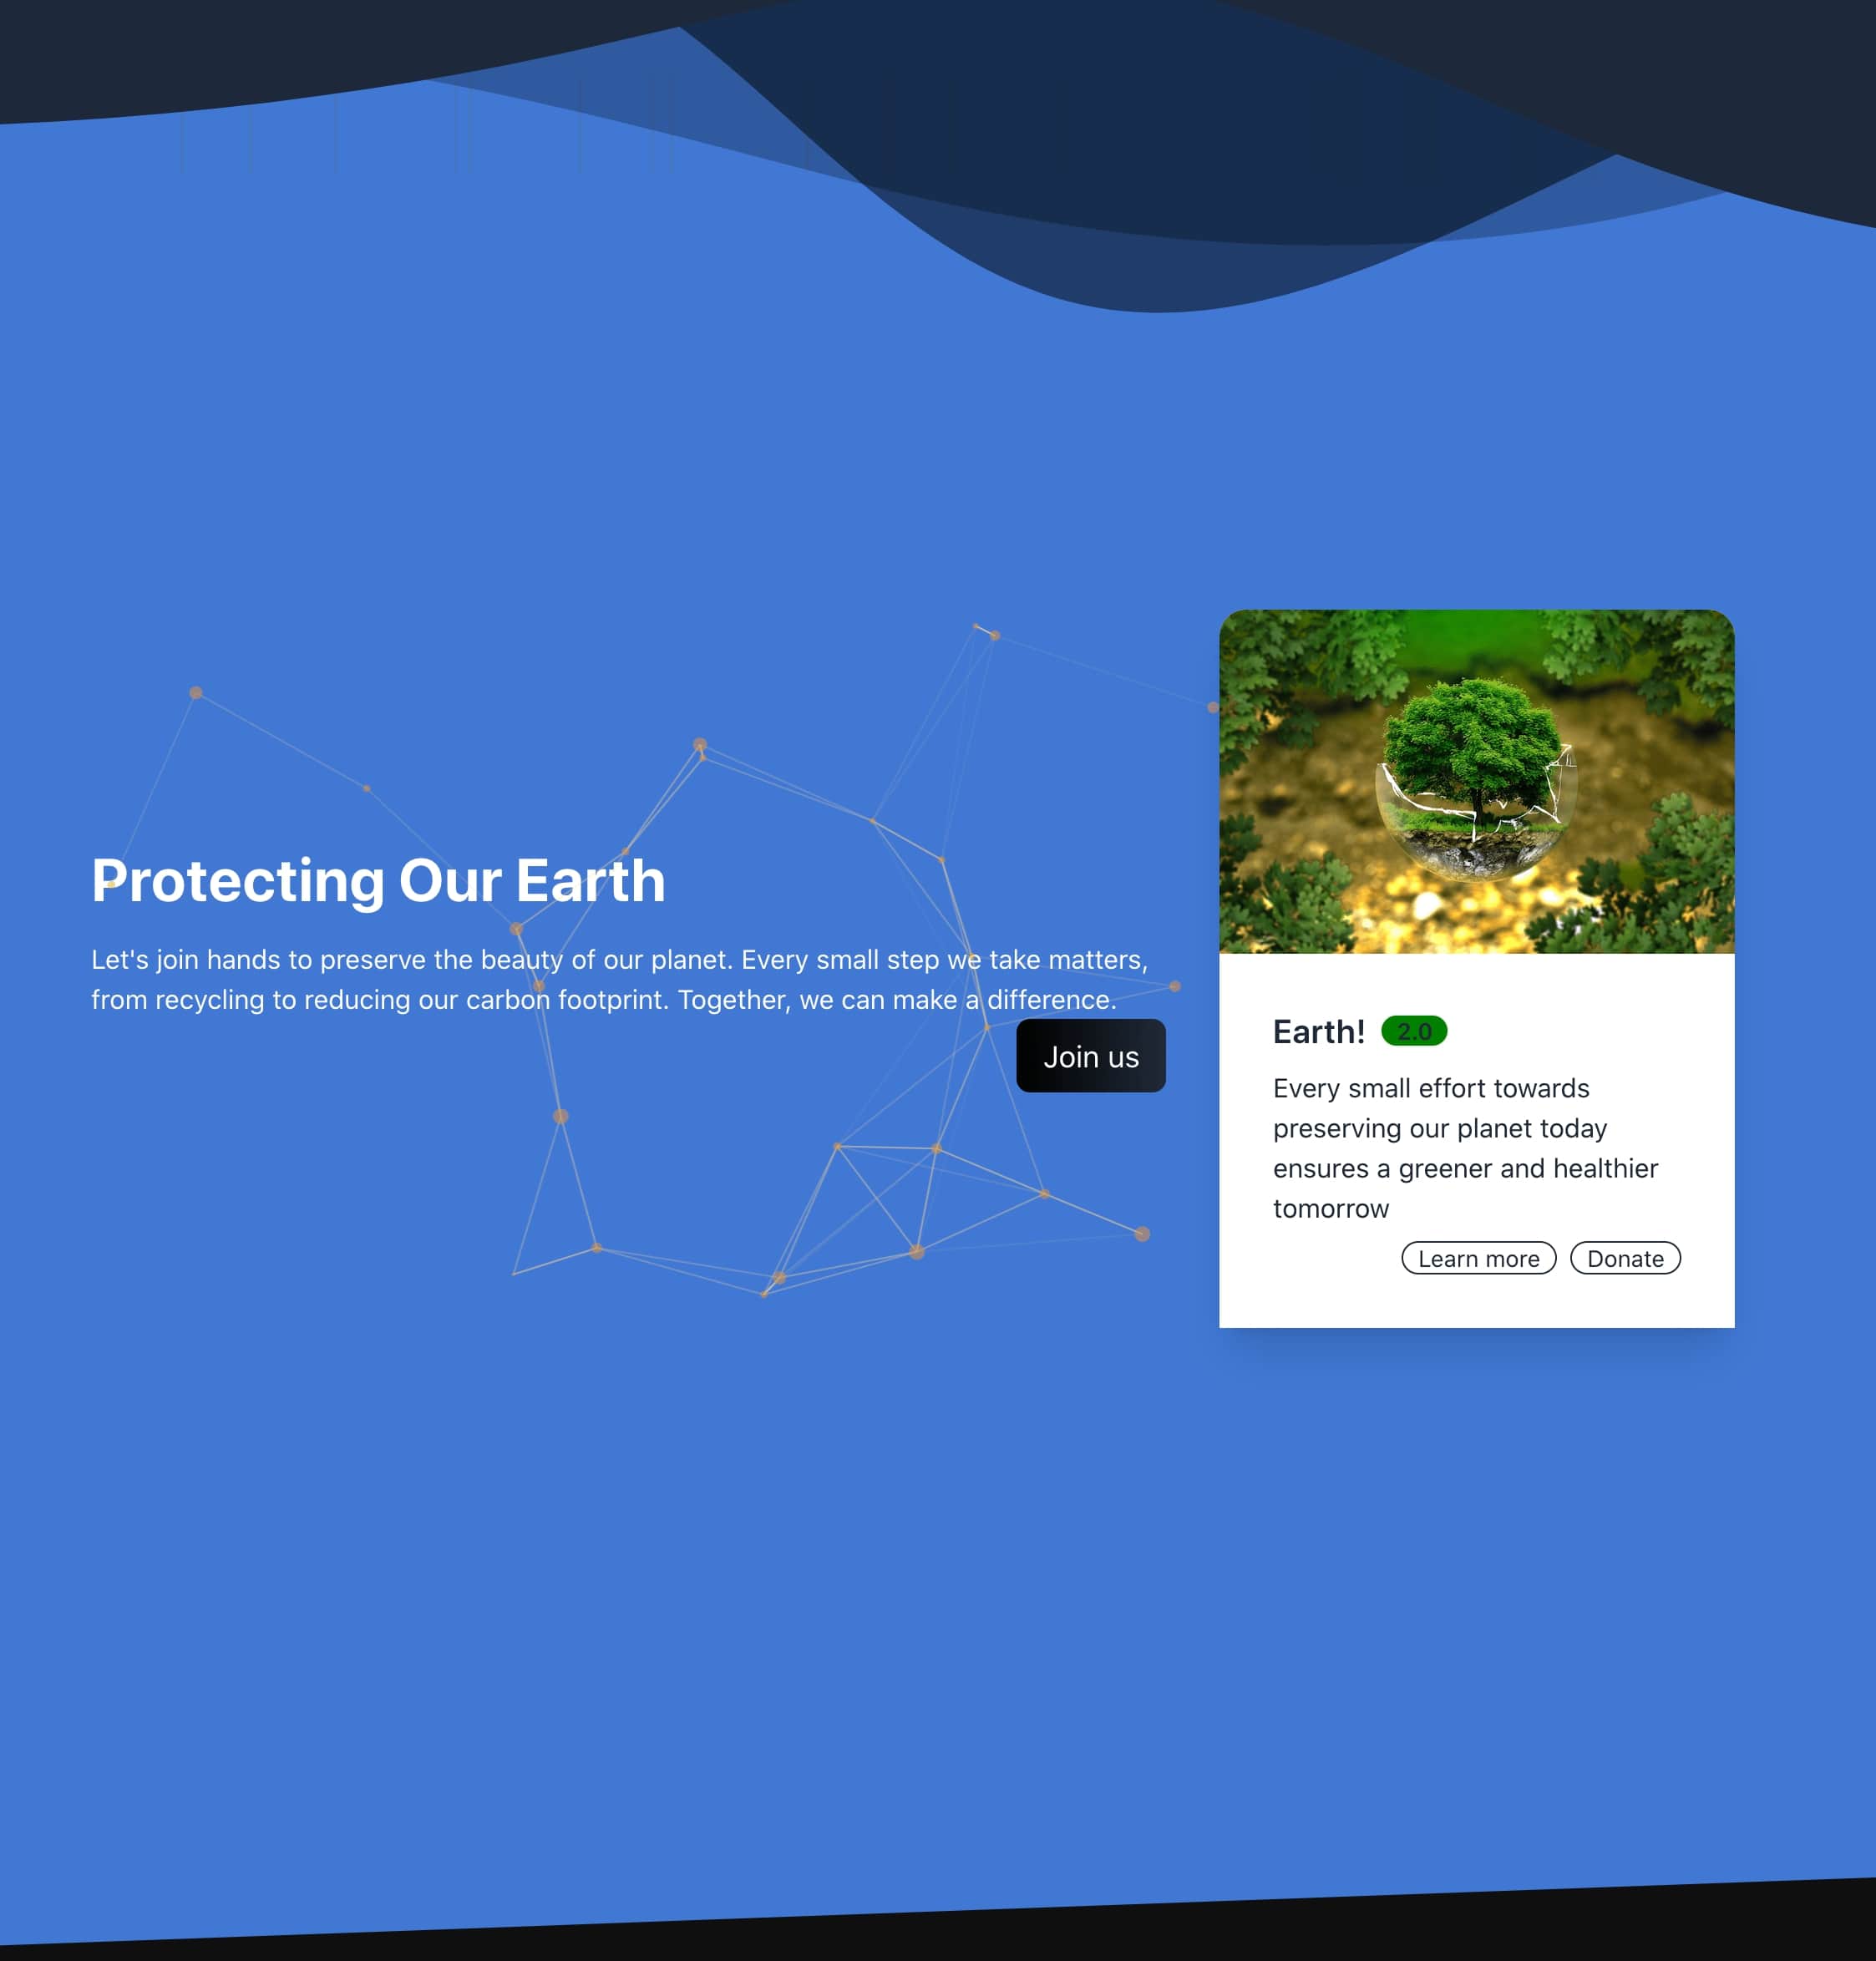 Protecting Our Earth
Let's join hands to preserve the beauty of our planet. Every small step we take matters,
from recycling to reducing our carbon footprint. Together, we can make a difference.
Join us
Earth! 2.0
Every small effort towards
preserving our planet today
ensures a greener and healthier
tomorrow
Learn more Donate